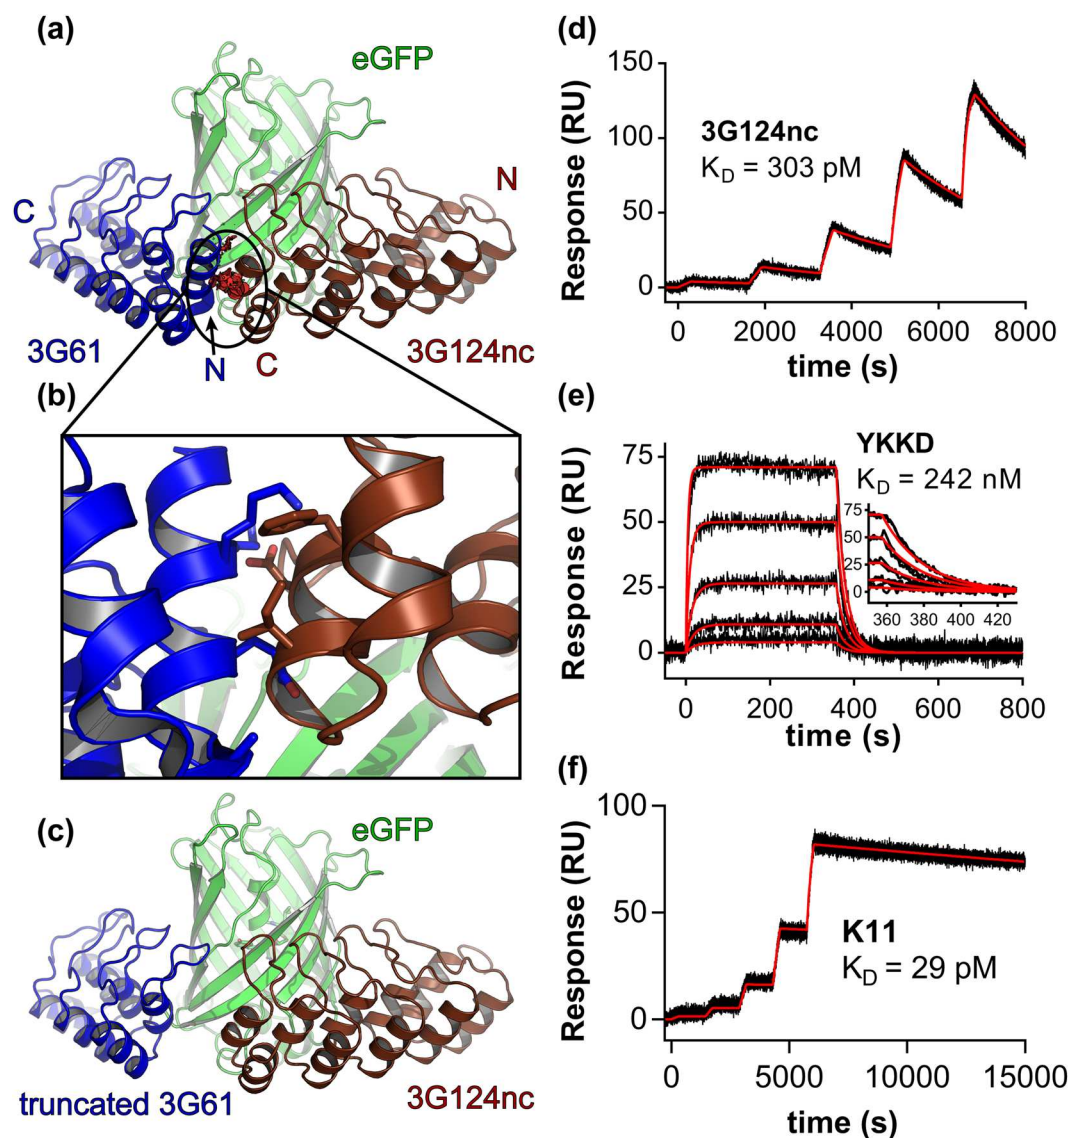 (a)
eGFP
C
N
3G61
N
C
3G124nc
(b)
(c)
eGFP
truncated 3G61
3G124nc
(d)
Response (RU)
150
100
50
0
3G124nc
KD = 303 pM
0 2000 4000 6000 8000
time (s)
(e)
Response (RU)
75
50
25
0
YKKD
KD = 242 nM
75
50
25
0
360 380 400 420
0 200 400 600 800
time (s)
(f)
Response (RU)
100
50
0
K11
KD = 29 pM
0 5000 10000 15000
time (s)